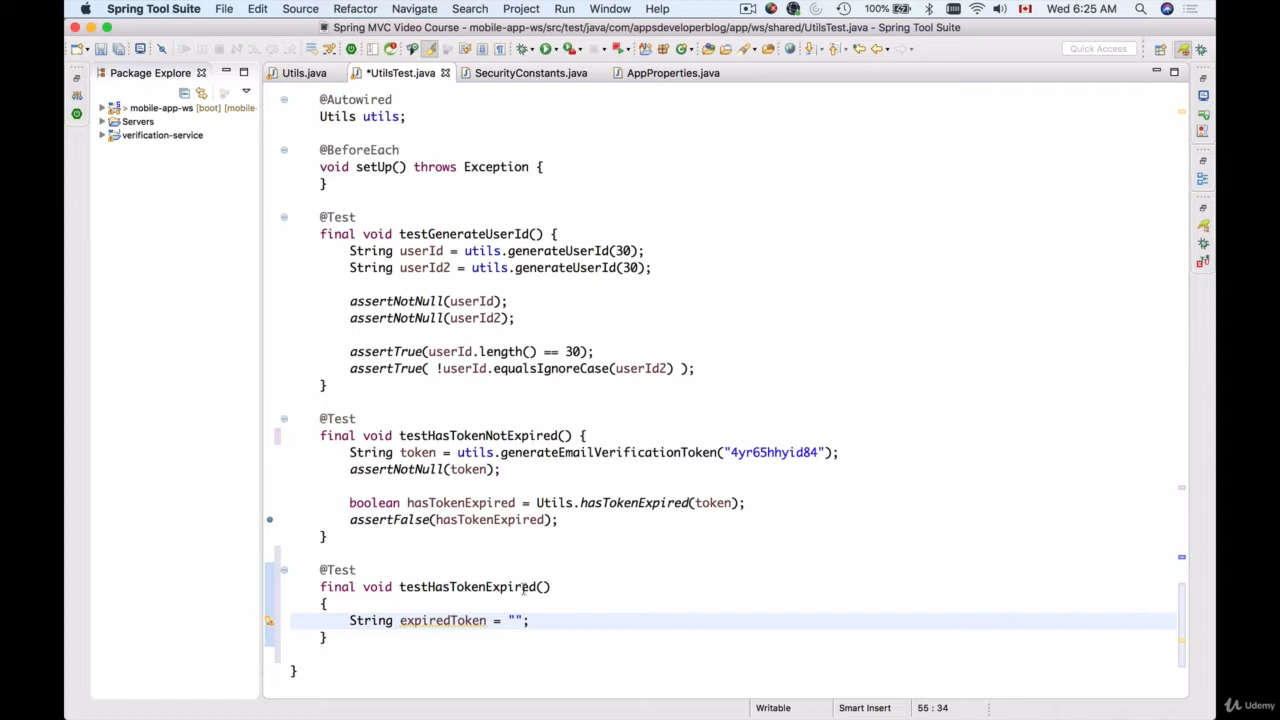 Spring Tool Suite File Edit Source Refactor Navigate Search Project Run Window Help 100% Wed 6:25 AM
Spring MVC Video Course - mobile-app-ws/src/test/java/com/appsdeveloperblog/app/ws/shared/UtilsTest.java - Spring Tool Suite
Quick Access
Package Explorer
Utils.java
*UtilsTest.java
SecurityConstants.java
AppProperties.java
> mobile-app-ws [boot] [mobile-
Servers
verification-service
@Autowired
Utils utils;
@BeforeEach
void setUp() throws Exception {
}
@Test
final void testGenerateUserId() {
String userId = utils.generateUserId(30);
String userId2 = utils.generateUserId(30);
assertNotNull(userId);
assertNotNull(userId2);
assertTrue(userId.length() == 30);
assertTrue( !userId.equalsIgnoreCase(userId2) );
}
@Test
final void testHasTokenNotExpired() {
String token = utils.generateEmailVerificationToken("4yr65hhyid84");
assertNotNull(token);
boolean hasTokenExpired = Utils.hasTokenExpired(token);
assertFalse(hasTokenExpired);
}
@Test
final void testHasTokenExpired()
{
String expiredToken = "";
}
}
Writable
Smart Insert
55 : 34
Udemy